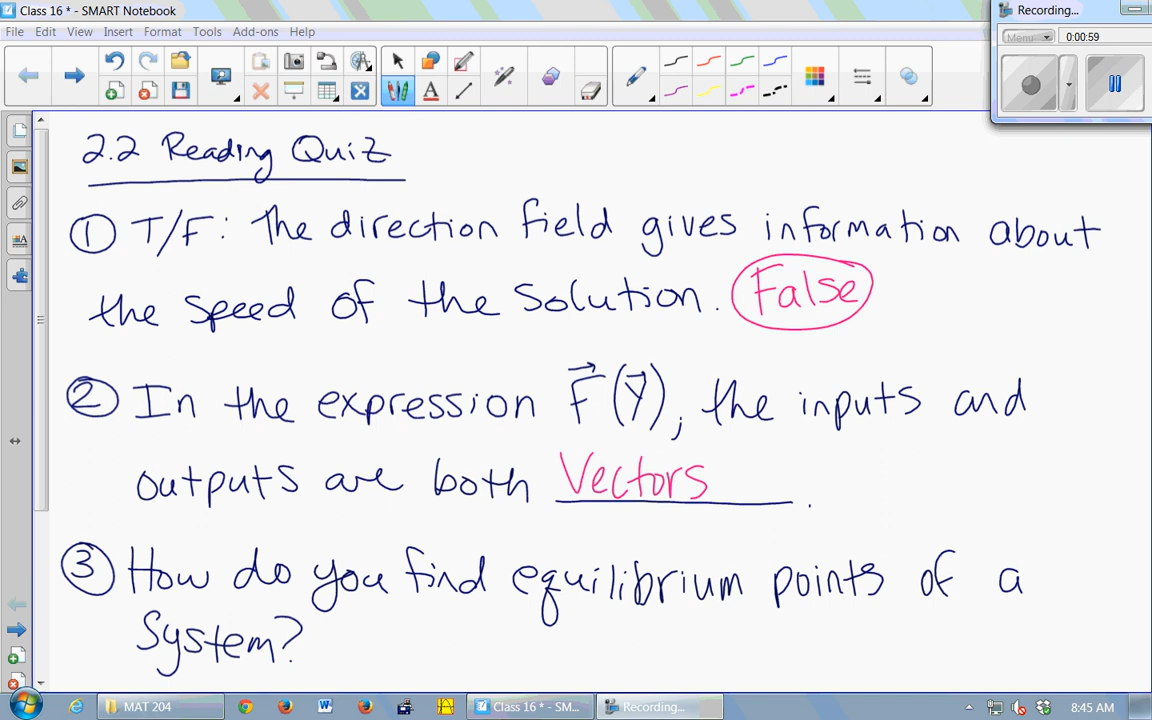 Class 16 * - SMART Notebook
Recording...
File Edit View Insert Format Tools Add-ons Help
Menu
0:00:59
2.2 Reading Quiz
① T/F: The direction field gives information about
the speed of the solution. False
② In the expression F⃗(Y⃗), the inputs and
outputs are both Vectors.
③ How do you find equilibrium points of a
System?
MAT 204
Class 16 * - SM...
Recording...
8:45 AM